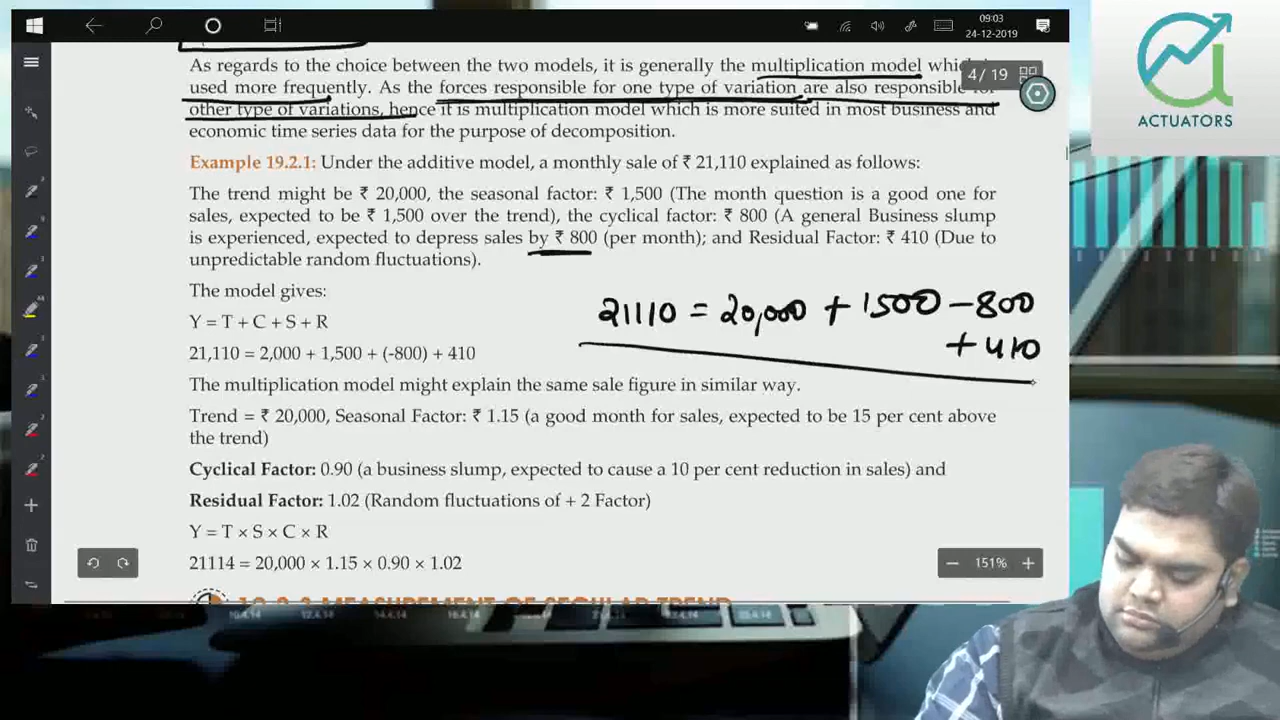 09:03
24-12-2019
4 / 19
ACTUATORS
As regards to the choice between the two models, it is generally the multiplication model which
used more frequently. As the forces responsible for one type of variation are also responsible for
other type of variations, hence it is multiplication model which is more suited in most business and
economic time series data for the purpose of decomposition.
Example 19.2.1: Under the additive model, a monthly sale of ₹ 21,110 explained as follows:
The trend might be ₹ 20,000, the seasonal factor: ₹ 1,500 (The month question is a good one for
sales, expected to be ₹ 1,500 over the trend), the cyclical factor: ₹ 800 (A general Business slump
is experienced, expected to depress sales by ₹ 800 (per month); and Residual Factor: ₹ 410 (Due to
unpredictable random fluctuations).
The model gives:
Y = T + C + S + R
21,110 = 2,000 + 1,500 + (-800) + 410
21110 = 20,000 + 1500 - 800
+ 410
The multiplication model might explain the same sale figure in similar way.
Trend = ₹ 20,000, Seasonal Factor: ₹ 1.15 (a good month for sales, expected to be 15 per cent above
the trend)
Cyclical Factor: 0.90 (a business slump, expected to cause a 10 per cent reduction in sales) and
Residual Factor: 1.02 (Random fluctuations of + 2 Factor)
Y = T × S × C × R
21114 = 20,000 × 1.15 × 0.90 × 1.02
151%